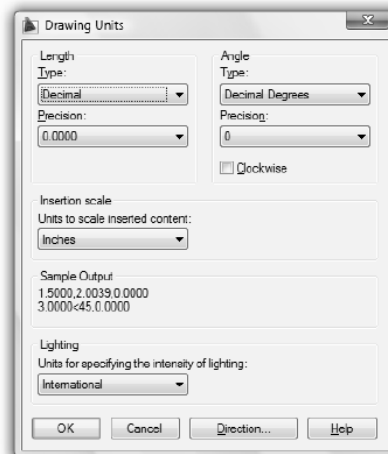 Drawing Units
Length
Type:
Decimal
Precision:
0.0000
Angle
Type:
Decimal Degrees
Precision:
0
Clockwise
Insertion scale
Units to scale inserted content:
Inches
Sample Output
1.5000,2.0039,0.0000
3.0000<45,0.0000
Lighting
Units for specifying the intensity of lighting:
International
OK Cancel Direction... Help